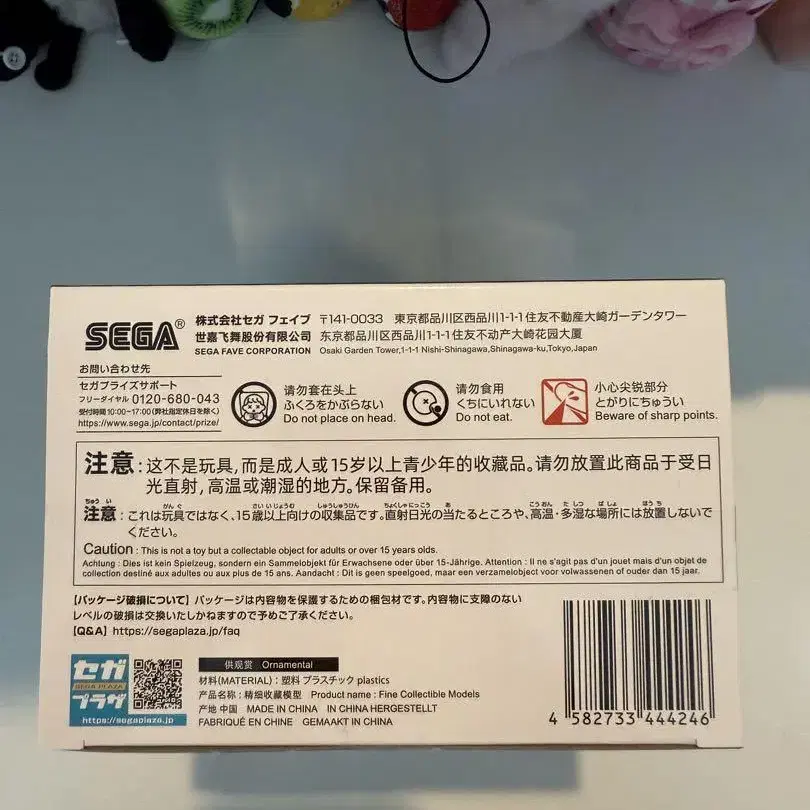 SEGA®
株式会社セガ フェイブ 〒141-0033 東京都品川区西品川1-1-1住友不動産大崎ガーデンタワー
世嘉飞舞股份有限公司 东京都品川区西品川1-1-1住友不动产大崎花园大厦
SEGA FAVE CORPORATION Osaki Garden Tower,1-1-1 Nishi-Shinagawa,Shinagawa-ku,Tokyo,Japan
お問い合わせ先
セガプライズサポート
フリーダイヤル 0120-680-043
受付時間 10:00~17:00(弊社指定休日を除く)
https://www.sega.jp/contact/prize/
请勿套在头上
ふくろをかぶらない
Do not place on head.
请勿食用
くちにいれない
Do not eat.
小心尖锐部分
とがりにちゅうい
Beware of sharp points.
注意:这不是玩具,而是成人或15岁以上青少年的收藏品。请勿放置此商品于受日
光直射,高温或潮湿的地方。保留备用。
注意:これは玩具ではなく、15歳以上向けの収集品です。直射日光の当たるところや、高温・多湿な場所には放置しないで
ください。
Caution : This is not a toy but a collectable object for adults or over 15 years olds.
Achtung : Dies ist kein Spielzeug, sondern ein Sammelobjekt für Erwachsene oder über 15-Jährige. Attention : Il ne s'agit pas d'un jouet mais d'un objet de
collection destiné aux adultes ou aux plus de 15 ans. Aandacht : Dit is geen speelgoed, maar een verzamelobject voor volwassenen of ouder dan 15 jaar.
【パッケージ破損について】パッケージは内容物を保護するための梱包材です。内容物に支障のない
レベルの破損は交換いたしかねますので予めご了承ください。
【Q&A】https://segaplaza.jp/faq
セガ
SEGA PLAZA
プラザ
https://segaplaza.jp
供观赏 Ornamental
材料(MATERIAL):塑料 プラスチック plastics
产品名称:精细收藏模型 Product name : Fine Collectible Models
产地 中国 MADE IN CHINA IN CHINA HERGESTELLT
FABRIQUÉ EN CHINE GEMAAKT IN CHINA
4 582733 444246